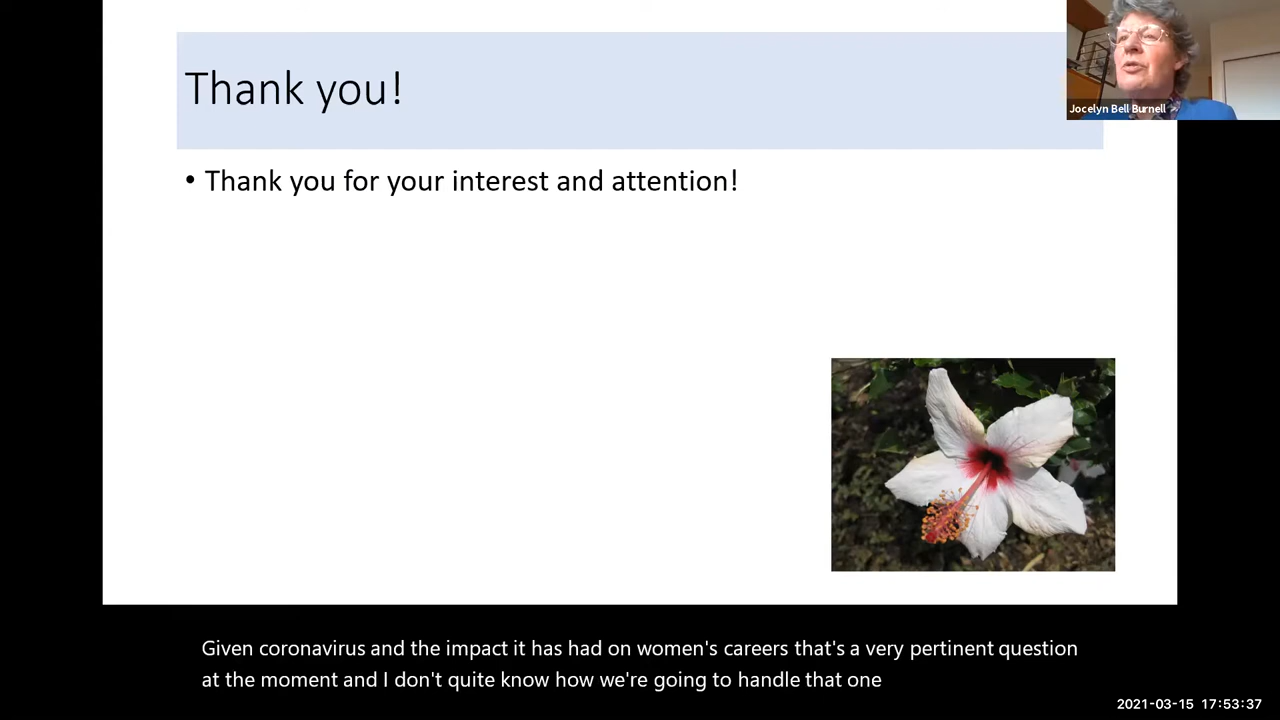 Thank you!
Jocelyn Bell Burnell
• Thank you for your interest and attention!
Given coronavirus and the impact it has had on women's careers that's a very pertinent question
at the moment and I don't quite know how we're going to handle that one
2021-03-15 17:53:37